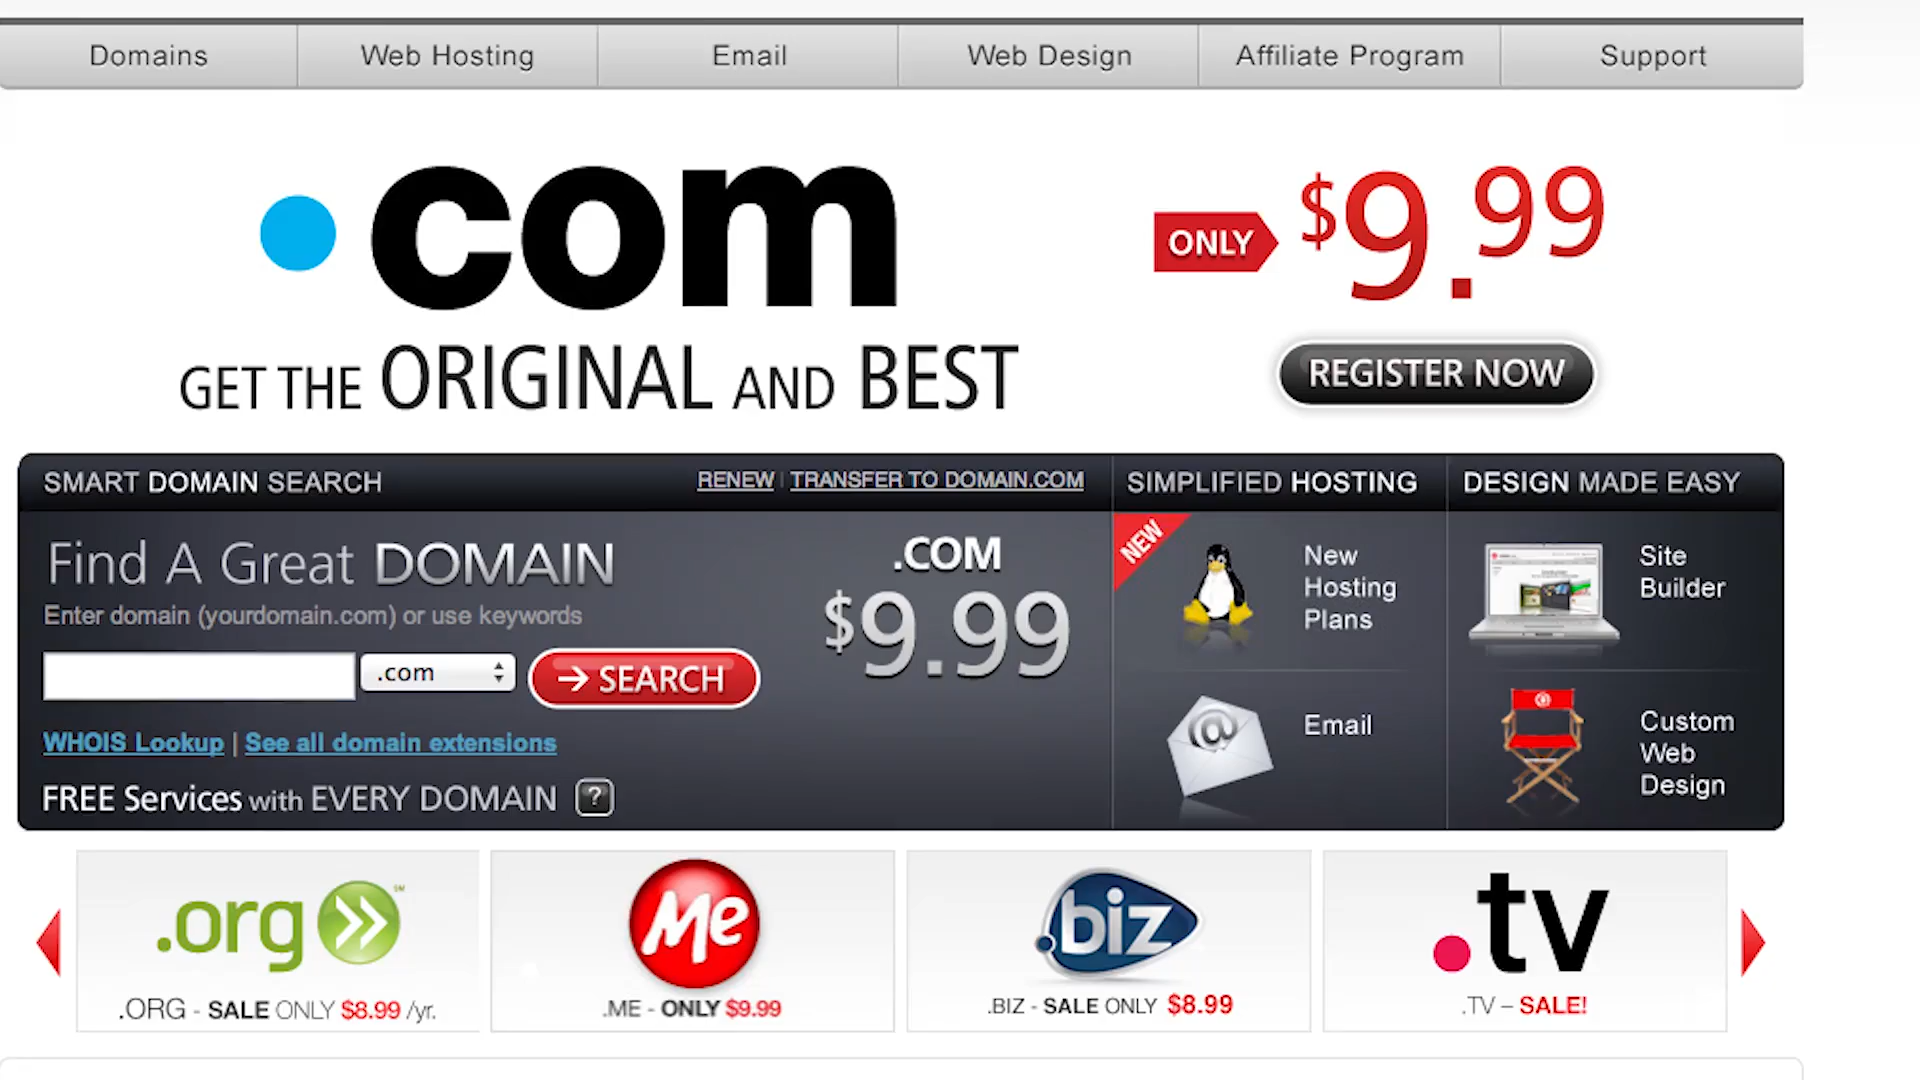 Domains
Web Hosting
Email
Web Design
Affiliate Program
Support
.com
GET THE ORIGINAL AND BEST
ONLY
$9.99
REGISTER NOW
SMART DOMAIN SEARCH
RENEW | TRANSFER TO DOMAIN.COM
Find A Great DOMAIN
Enter domain (yourdomain.com) or use keywords
.com
→ SEARCH
WHOIS Lookup | See all domain extensions
FREE Services with EVERY DOMAIN ?
.COM
$9.99
SIMPLIFIED HOSTING
NEW
New
Hosting
Plans
@
Email
DESIGN MADE EASY
Site
Builder
Custom
Web
Design
.org
.ORG - SALE ONLY $8.99 /yr.
Me
.ME - ONLY $9.99
.biz
.BIZ - SALE ONLY $8.99
.tv
.TV – SALE!